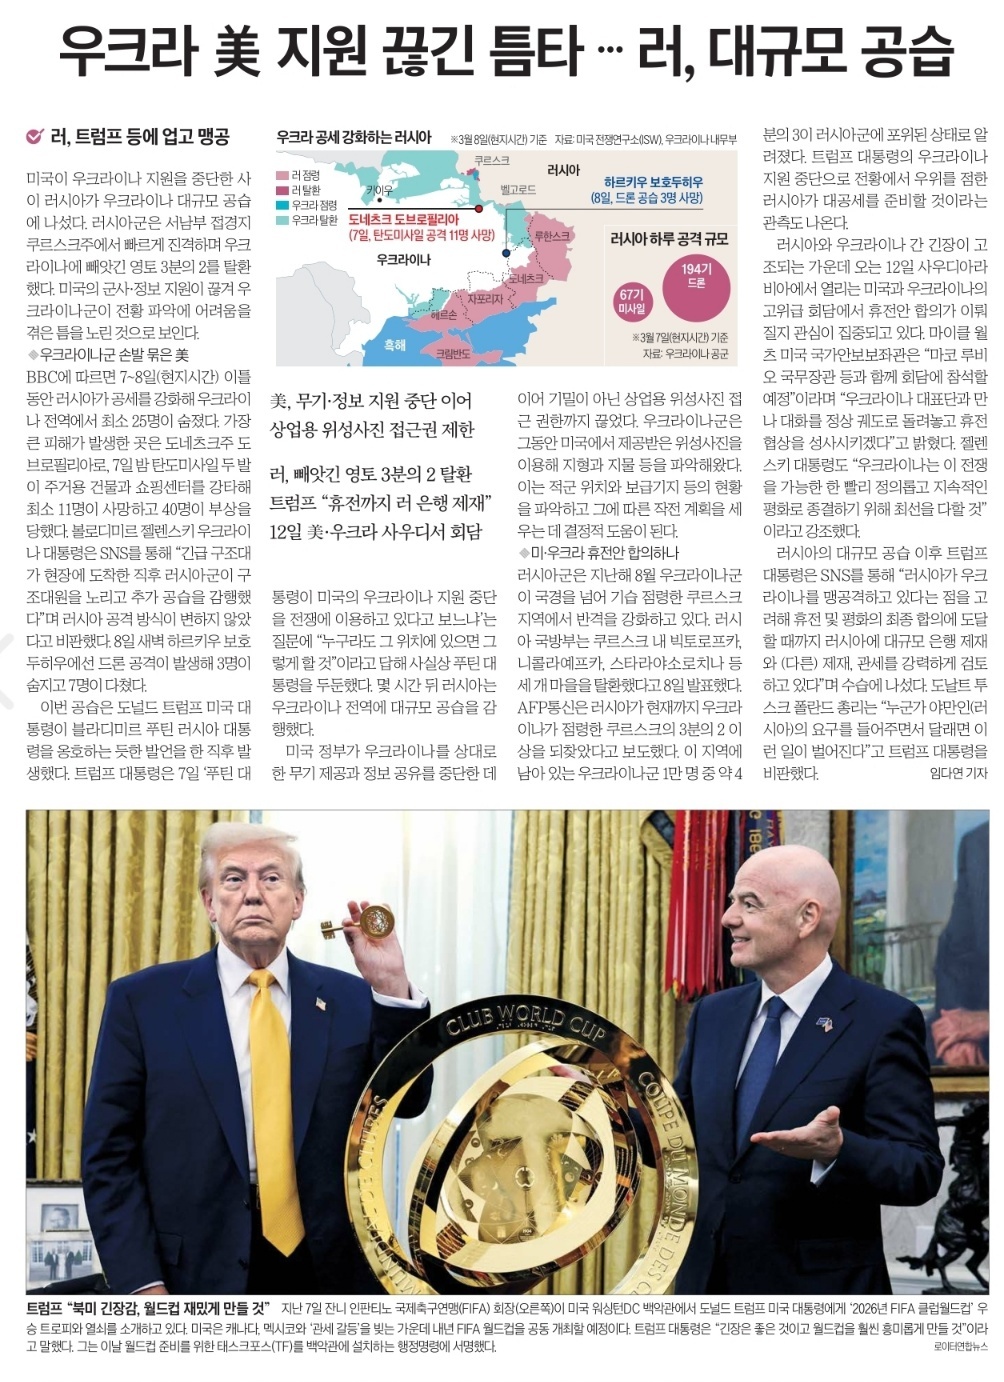 우크라 美 지원 끊긴 틈타 … 러, 대규모 공습
러, 트럼프 등에 업고 맹공
미국이 우크라이나 지원을 중단한 사
이 러시아가 우크라이나 대규모 공습
에 나섰다. 러시아군은 서남부 접경지
쿠르스크주에서 빠르게 진격하며 우크
라이나에 빼앗긴 영토 3분의 2를 탈환
했다. 미국의 군사·정보 지원이 끊겨 우
크라이나군이 전황 파악에 어려움을
겪은 틈을 노린 것으로 보인다.
◆우크라이나군 손발 묶은 美
BBC에 따르면 7~8일(현지시간) 이틀
동안 러시아가 공세를 강화해 우크라이
나 전역에서 최소 25명이 숨졌다. 가장
큰 피해가 발생한 곳은 도네츠크주 도
브로필리아로, 7일 밤 탄도미사일 두 발
이 주거용 건물과 쇼핑센터를 강타해
최소 11명이 사망하고 40명이 부상을
당했다. 볼로디미르 젤렌스키 우크라이
나 대통령은 SNS를 통해 “긴급 구조대
가 현장에 도착한 직후 러시아군이 구
조대원을 노리고 추가 공습을 감행했
다”며 러시아 공격 방식이 변하지 않았
다고 비판했다. 8일 새벽 하르키우 보호
두히우에선 드론 공격이 발생해 3명이
숨지고 7명이 다쳤다.
이번 공습은 도널드 트럼프 미국 대
통령이 블라디미르 푸틴 러시아 대통
령을 옹호하는 듯한 발언을 한 직후 발
생했다. 트럼프 대통령은 7일 ‘푸틴 대
우크라 공세 강화하는 러시아
※3월 8일(현지시간) 기준 자료: 미국 전쟁연구소(ISW), 우크라이나 내무부
러 점령
러 탈환
우크라 점령
우크라 탈환
키이우
쿠르스크
러시아
벨고로드
하르키우 보호두히우
(8일, 드론 공습 3명 사망)
도네츠크 도브로필리아
(7일, 탄도미사일 공격 11명 사망)
우크라이나
루한스크
도네츠크
자포리자
헤르손
흑해
크림반도
러시아 하루 공격 규모
67기
미사일
194기
드론
※3월 7일(현지시간) 기준
자료: 우크라이나 공군
美, 무기·정보 지원 중단 이어
상업용 위성사진 접근권 제한
러, 빼앗긴 영토 3분의 2 탈환
트럼프 “휴전까지 러 은행 제재”
12일 美·우크라 사우디서 회담
통령이 미국의 우크라이나 지원 중단
을 전쟁에 이용하고 있다고 보느냐’는
질문에 “누구라도 그 위치에 있으면 그
렇게 할 것”이라고 답해 사실상 푸틴 대
통령을 두둔했다. 몇 시간 뒤 러시아는
우크라이나 전역에 대규모 공습을 감
행했다.
미국 정부가 우크라이나를 상대로
한 무기 제공과 정보 공유를 중단한 데
이어 기밀이 아닌 상업용 위성사진 접
근 권한까지 끊었다. 우크라이나군은
그동안 미국에서 제공받은 위성사진을
이용해 지형과 지물 등을 파악해왔다.
이는 적군 위치와 보급기지 등의 현황
을 파악하고 그에 따른 작전 계획을 세
우는 데 결정적 도움이 된다.
◆미·우크라 휴전안 합의하나
러시아군은 지난해 8월 우크라이나군
이 국경을 넘어 기습 점령한 쿠르스크
지역에서 반격을 강화하고 있다. 러시
아 국방부는 쿠르스크 내 빅토로프카,
니콜라예프카, 스타라야소로치나 등
세 개 마을을 탈환했다고 8일 발표했다.
AFP통신은 러시아가 현재까지 우크라
이나가 점령한 쿠르스크의 3분의 2 이
상을 되찾았다고 보도했다. 이 지역에
남아 있는 우크라이나군 1만 명 중 약 4
분의 3이 러시아군에 포위된 상태로 알
려졌다. 트럼프 대통령의 우크라이나
지원 중단으로 전황에서 우위를 점한
러시아가 대공세를 준비할 것이라는
관측도 나온다.
러시아와 우크라이나 간 긴장이 고
조되는 가운데 오는 12일 사우디아라
비아에서 열리는 미국과 우크라이나의
고위급 회담에서 휴전안 합의가 이뤄
질지 관심이 집중되고 있다. 마이클 월
츠 미국 국가안보보좌관은 “마코 루비
오 국무장관 등과 함께 회담에 참석할
예정”이라며 “우크라이나 대표단과 만
나 대화를 정상 궤도로 돌려놓고 휴전
협상을 성사시키겠다”고 밝혔다. 젤렌
스키 대통령도 “우크라이나는 이 전쟁
을 가능한 한 빨리 정의롭고 지속적인
평화로 종결하기 위해 최선을 다할 것”
이라고 강조했다.
러시아의 대규모 공습 이후 트럼프
대통령은 SNS를 통해 “러시아가 우크
라이나를 맹공격하고 있다는 점을 고
려해 휴전 및 평화의 최종 합의에 도달
할 때까지 러시아에 대규모 은행 제재
와 (다른) 제재, 관세를 강력하게 검토
하고 있다”며 수습에 나섰다. 도날트 투
스크 폴란드 총리는 “누군가 야만인(러
시아)의 요구를 들어주면서 달래면 이
런 일이 벌어진다”고 트럼프 대통령을
비판했다. 임다연 기자
CLUB WORLD CUP
COUPE DU MONDE DES C
트럼프 “북미 긴장감, 월드컵 재밌게 만들 것” 지난 7일 잔니 인판티노 국제축구연맹(FIFA) 회장(오른쪽)이 미국 워싱턴DC 백악관에서 도널드 트럼프 미국 대통령에게 ‘2026년 FIFA 클럽월드컵’ 우
승 트로피와 열쇠를 소개하고 있다. 미국은 캐나다, 멕시코와 ‘관세 갈등’을 빚는 가운데 내년 FIFA 월드컵을 공동 개최할 예정이다. 트럼프 대통령은 “긴장은 좋은 것이고 월드컵을 훨씬 흥미롭게 만들 것”이라
고 말했다. 그는 이날 월드컵 준비를 위한 태스크포스(TF)를 백악관에 설치하는 행정명령에 서명했다. 로이터연합뉴스